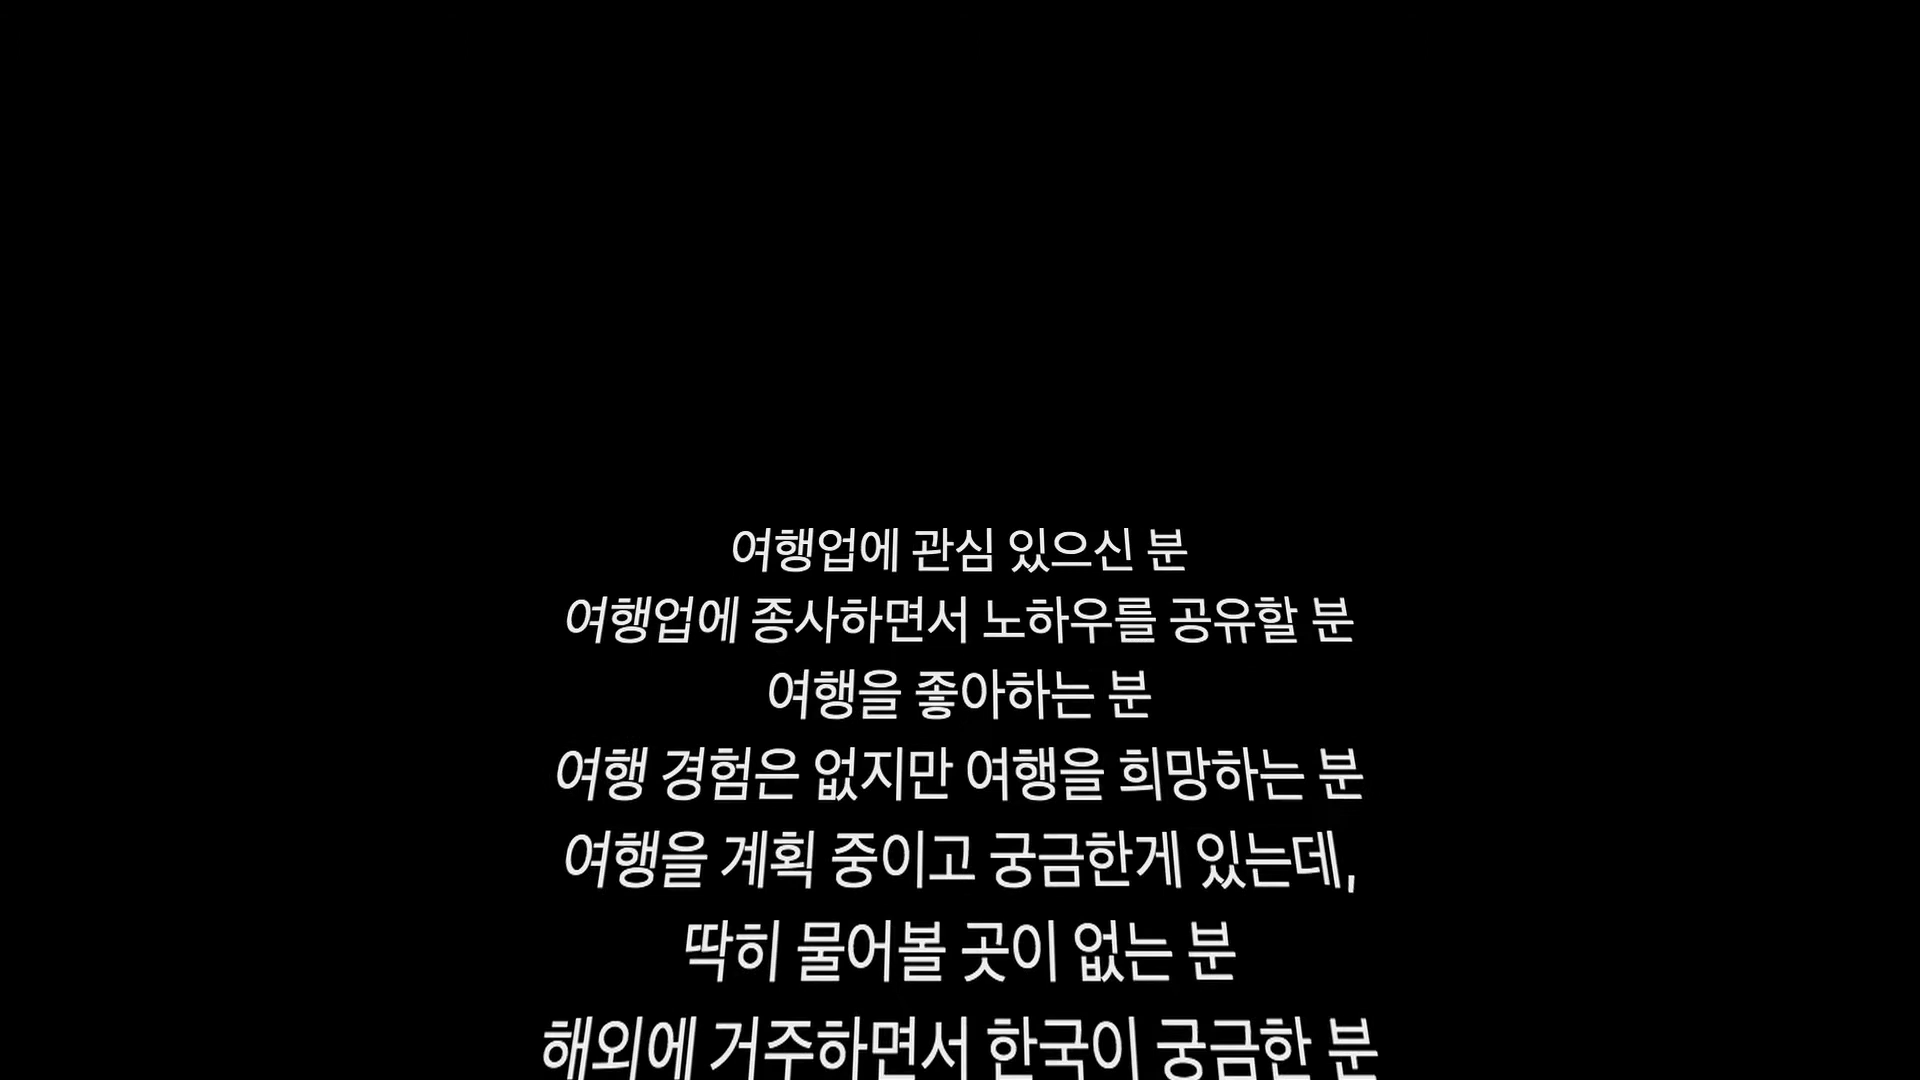 여행업에 관심 있으신 분
여행업에 종사하면서 노하우를 공유할 분
여행을 좋아하는 분
여행 경험은 없지만 여행을 희망하는 분
여행을 계획 중이고 궁금한게 있는데,
딱히 물어볼 곳이 없는 분
해외에 거주하면서 한국이 궁금한 분